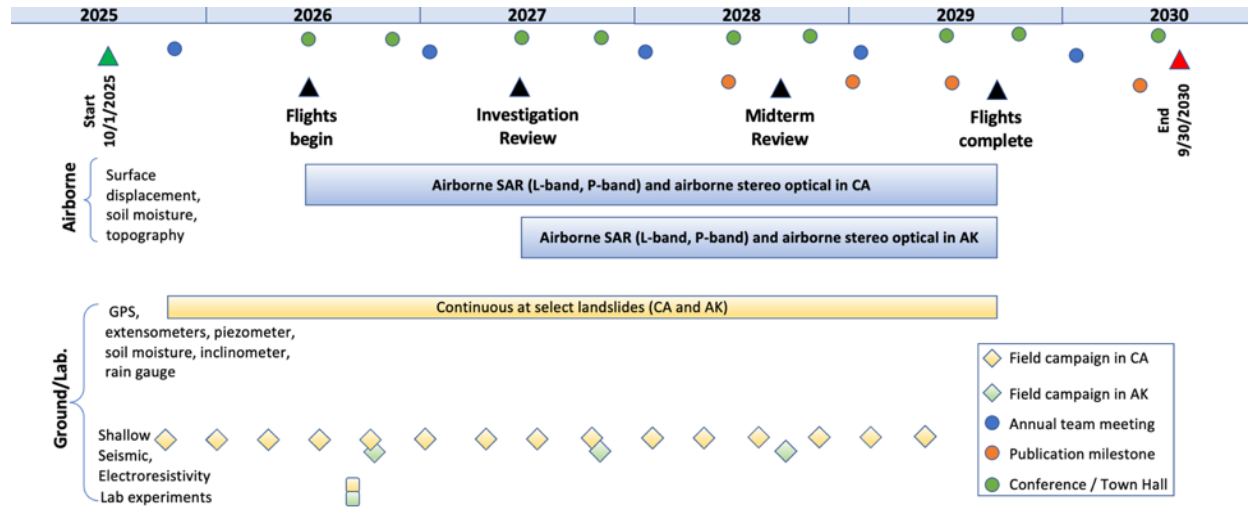 2025 2026 2027 2028 2029 2030
Start
10/1/2025
Flights
begin
Investigation
Review
Midterm
Review
Flights
complete
End
9/30/2030
Airborne
Surface
displacement,
soil moisture,
topography
Airborne SAR (L-band, P-band) and airborne stereo optical in CA
Airborne SAR (L-band, P-band) and airborne stereo optical in AK
Ground/Lab.
GPS,
extensometers, piezometer,
soil moisture, inclinometer,
rain gauge
Continuous at select landslides (CA and AK)
Shallow
Seismic,
Electroresistivity
Lab experiments
Field campaign in CA
Field campaign in AK
Annual team meeting
Publication milestone
Conference / Town Hall